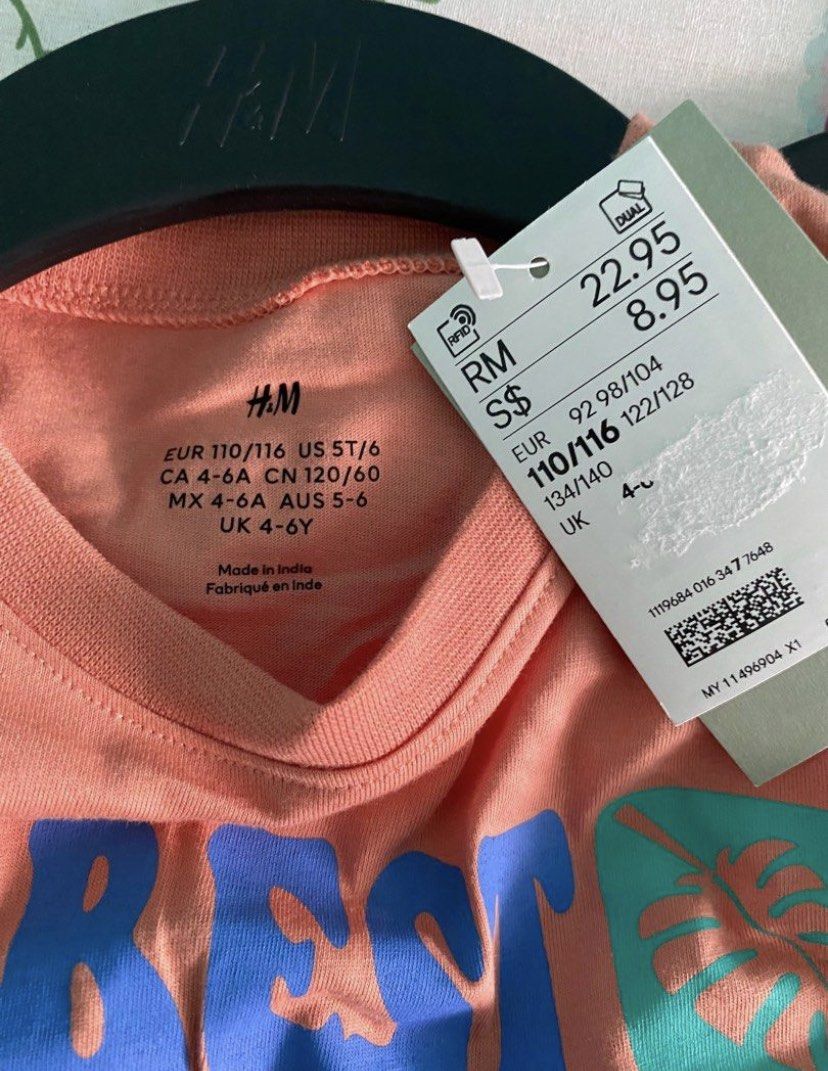 H&M
H&M
EUR 110/116 US 5T/6
CA 4-6A CN 120/60
MX 4-6A AUS 5-6
UK 4-6Y
Made in India
Fabriqué en Inde
DUAL
RFID
RM 22.95
S$ 8.95
EUR 92 98/104
110/116 122/128
134/140
UK 4-
1119684 016 34 7 7648
MY 11496904 X1
BEST